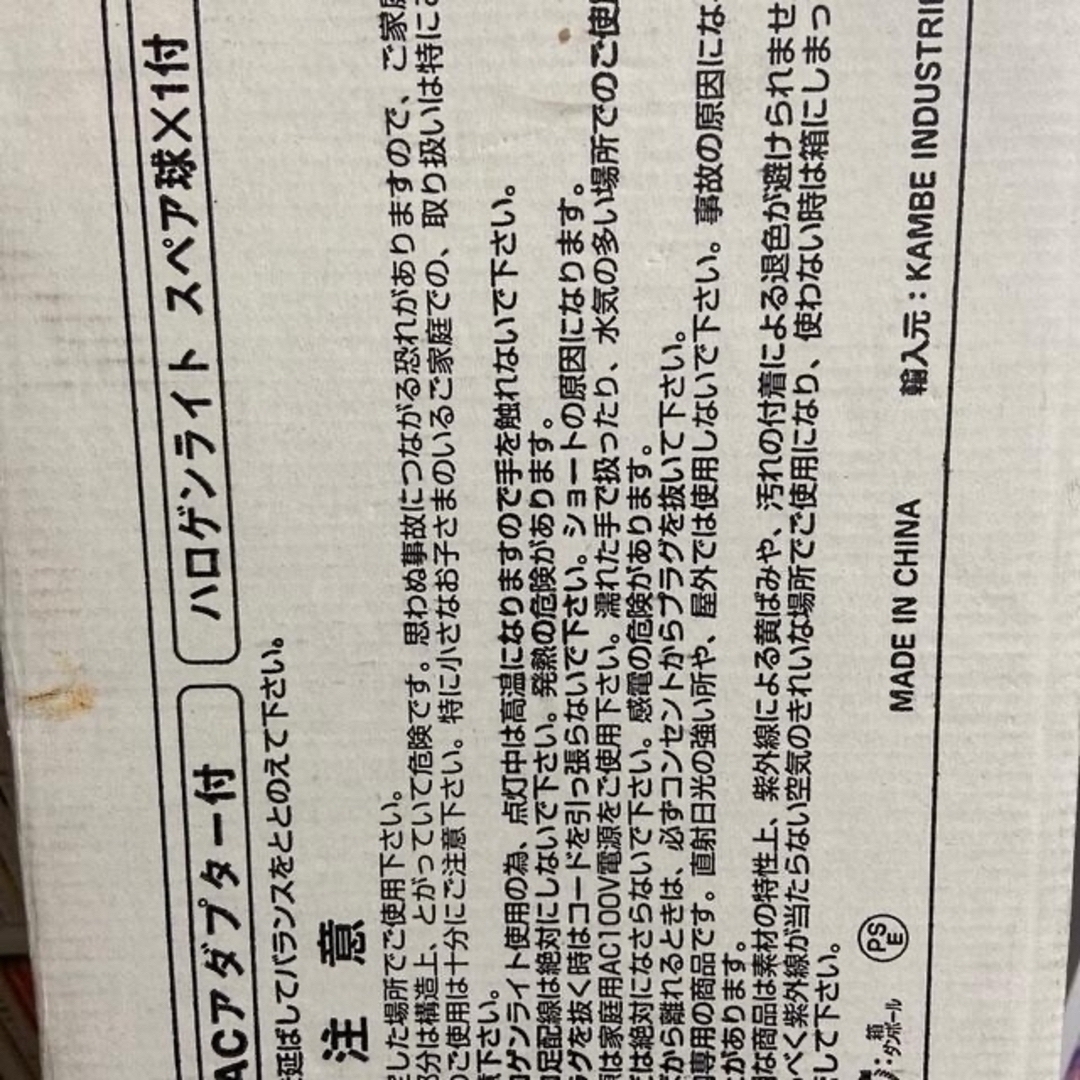 ACアダプター付
ハロゲンライト スペア球×1付
延ばしてバランスをととのえて下さい。
注 意
した場所でご使用下さい。
部分は構造上、とがっていて危険です。思わぬ事故につながる恐れがありますので、ご家庭
のご使用は十分にご注意下さい。特に小さなお子さまのいるご家庭での、取り扱いは特に
意下さい。
ロゲンライト使用の為、点灯中は高温になりますので手を触れないで下さい。
足配線は絶対にしないで下さい。発熱の危険があります。
ラグを抜く時はコードを引っ張らないで下さい。ショートの原因になります。
源は家庭用AC100V電源をご使用下さい。濡れた手で扱ったり、水気の多い場所でのご使用
では絶対になさらないで下さい。感電の危険があります。
から離れるときは、必ずコンセントからプラグを抜いて下さい。
専用の商品です。直射日光の強い所や、屋外では使用しないで下さい。事故の原因にな
があります。
な商品は素材の特性上、紫外線による黄ばみや、汚れの付着による退色が避けられませ
べく紫外線が当たらない空気のきれいな場所でご使用になり、使わない時は箱にしまっ
して下さい。
箱
ダンボール
PS
E
MADE IN CHINA
輸入元：KAMBE INDUSTRI